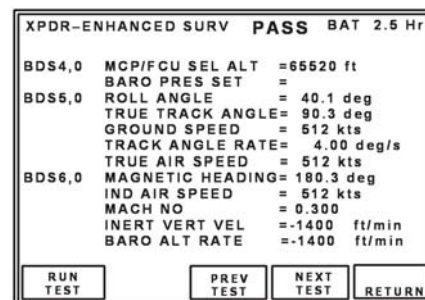 XPDR–ENHANCED SURV PASS BAT 2.5 Hr
BDS4,0 MCP/FCU SEL ALT =65520 ft
BARO PRES SET =
BDS5,0 ROLL ANGLE = 40.1 deg
TRUE TRACK ANGLE= 90.3 deg
GROUND SPEED = 512 kts
TRACK ANGLE RATE= 4.00 deg/s
TRUE AIR SPEED = 512 kts
BDS6,0 MAGNETIC HEADING= 180.3 deg
IND AIR SPEED = 512 kts
MACH NO = 0.300
INERT VERT VEL =-1400 ft/min
BARO ALT RATE =-1400 ft/min
RUN TEST PREV TEST NEXT TEST RETURN